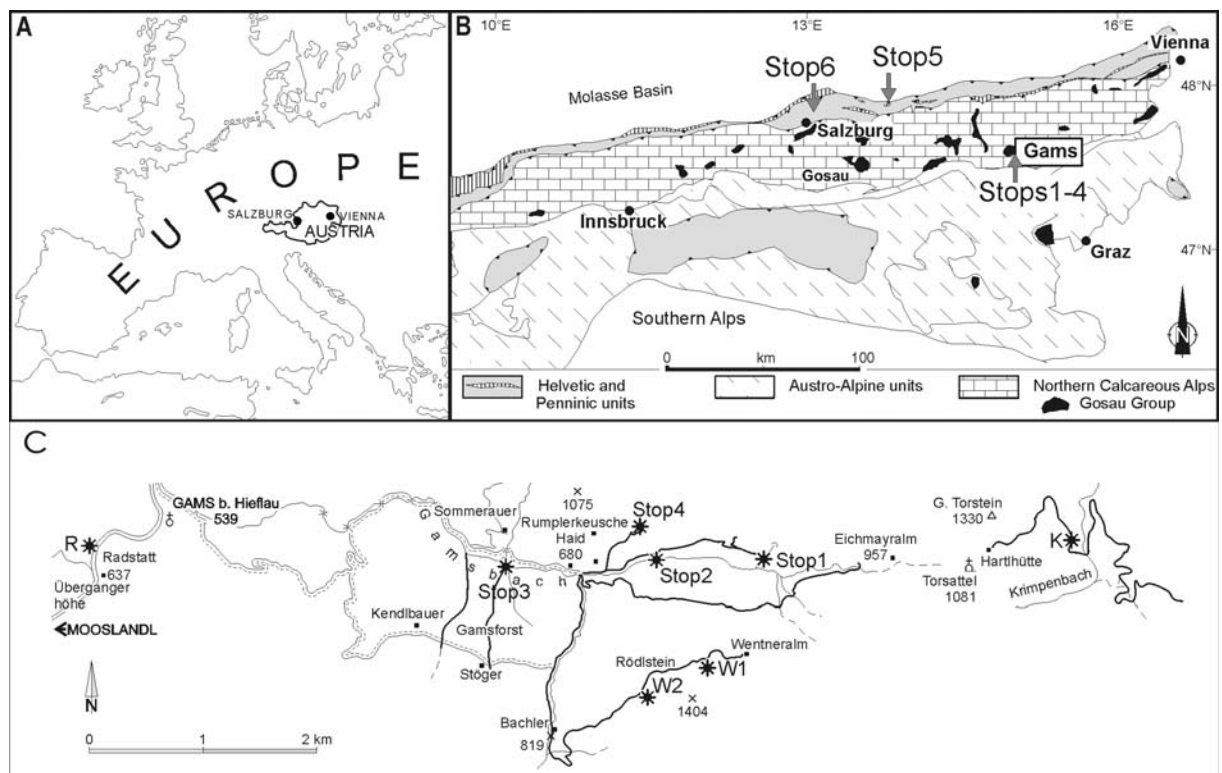 A
EUROPE
SALZBURG
VIENNA
AUSTRIA
B
10°E
13°E
16°E
Vienna
48°N
Stop6
Stop5
Molasse Basin
Salzburg
Gams
Gosau
Stops1-4
Innsbruck
47°N
Graz
Southern Alps
N
0 100
km
Helvetic and
Penninic units
Austro-Alpine units
Northern Calcareous Alps
Gosau Group
C
GAMS b. Hieflau
539
R
Radstatt
637
Überganger
höhe
MOOSLANDL
N
0 1 2 km
Gamsbach
Sommerauer
1075
Rumplerkeusche
Haid
680
Stop4
Stop2
Stop1
Stop3
Eichmayralm
957
G. Torstein
1330
K
Hartlhütte
Torsattel
1081
Krimpenbach
Kendlbauer
Gamsforst
Stöger
Wentneralm
Rödlstein
W1
W2
1404
Bachler
819